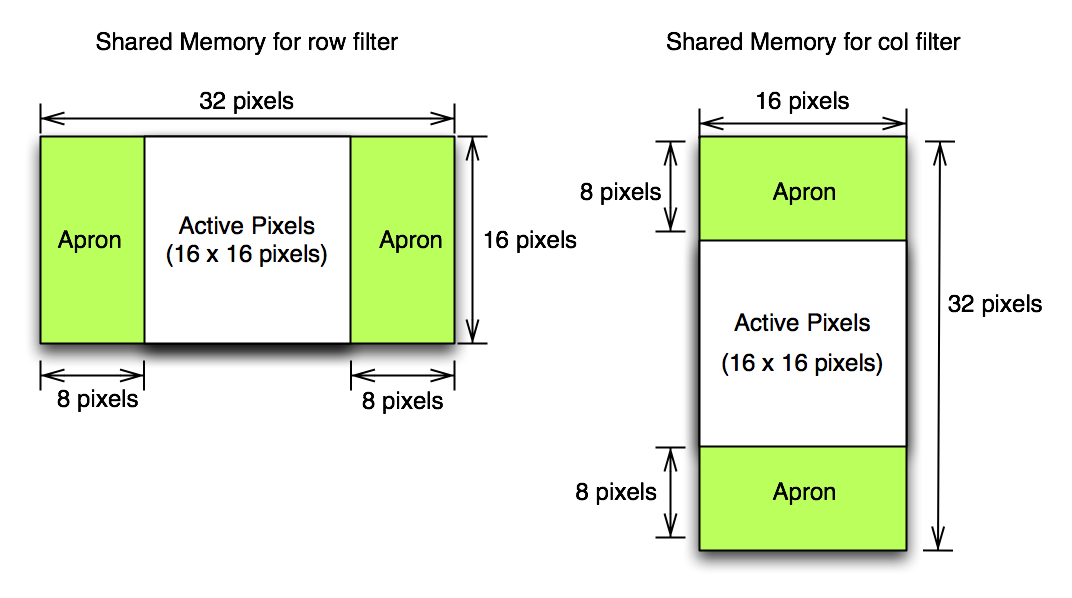 Shared Memory for row filter
32 pixels
Apron
Active Pixels
(16 x 16 pixels)
Apron
16 pixels
8 pixels
8 pixels
Shared Memory for col filter
16 pixels
8 pixels
Apron
Active Pixels
(16 x 16 pixels)
32 pixels
8 pixels
Apron